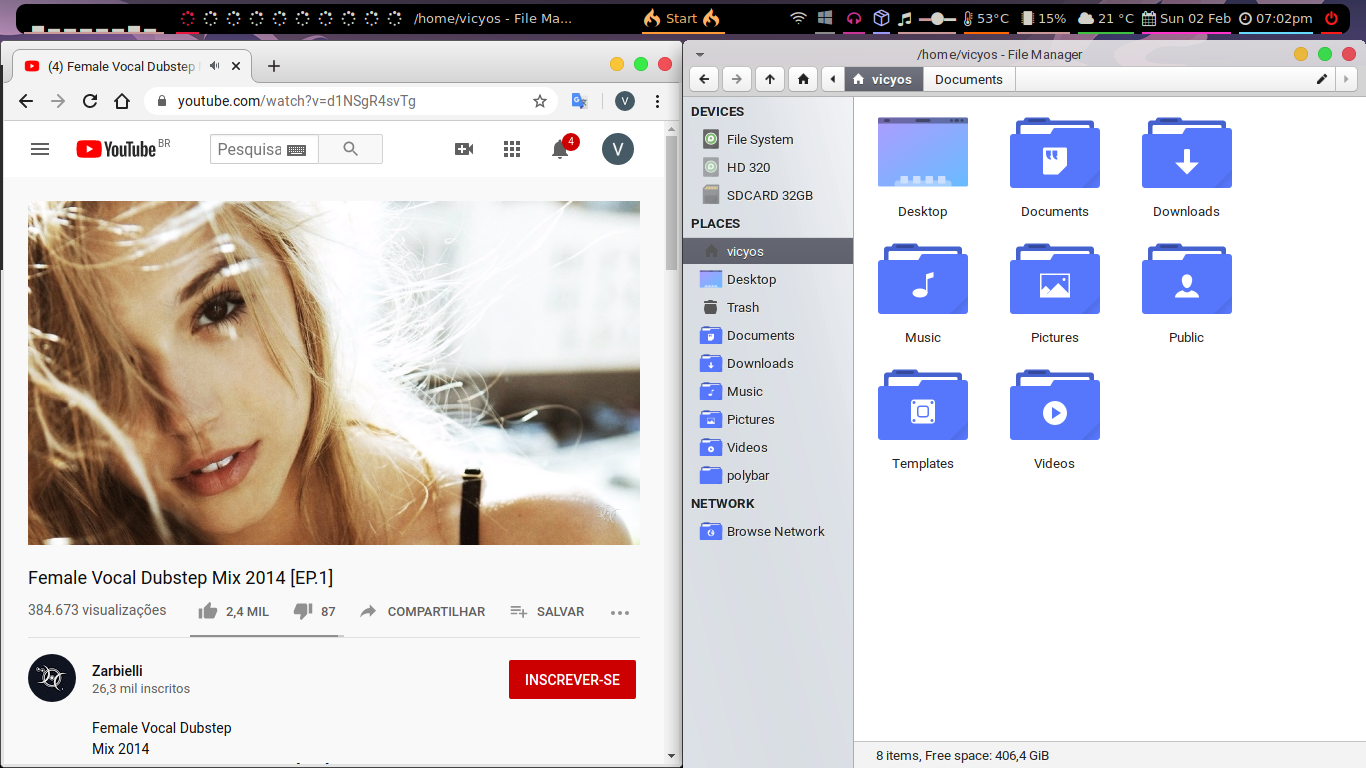 /home/vicyos - File Ma...
Start
53°C
15%
21 °C
Sun 02 Feb
07:02pm
(4) Female Vocal Dubstep
youtube.com/watch?v=d1NSgR4svTg
V
YouTube BR
Pesquisa
4
V
Female Vocal Dubstep Mix 2014 [EP.1]
384.673 visualizações
2,4 MIL
87
COMPARTILHAR
SALVAR
Zarbielli
26,3 mil inscritos
INSCREVER-SE
Female Vocal Dubstep
Mix 2014
/home/vicyos - File Manager
vicyos
Documents
DEVICES
File System
HD 320
SDCARD 32GB
PLACES
vicyos
Desktop
Trash
Documents
Downloads
Music
Pictures
Videos
polybar
NETWORK
Browse Network
Desktop
Documents
Downloads
Music
Pictures
Public
Templates
Videos
8 items, Free space: 406,4 GiB